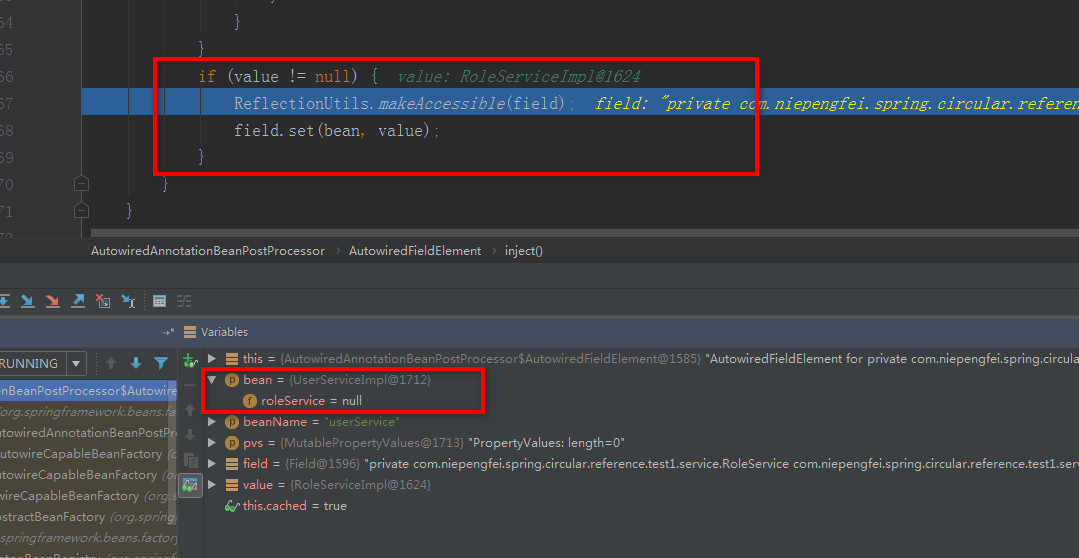 64
}
65
}
66 if (value != null) { value: RoleServiceImpl@1624
67 ReflectionUtils.makeAccessible(field); field: "private com.niepengfei.spring.circular.referenc
68 field.set(bean, value);
69 }
70 }
71 }
AutowiredAnnotationBeanPostProcessor › AutowiredFieldElement › inject()
Variables
RUNNING
this = {AutowiredAnnotationBeanPostProcessor$AutowiredFieldElement@1585} "AutowiredFieldElement for private com.niepengfei.spring.circula
onBeanPostProcessor$Autowire
bean = {UserServiceImpl@1712}
org.springframework.beans.fa
roleService = null
utowiredAnnotationBeanPostPr
beanName = "userService"
utowireCapableBeanFactory (o
pvs = {MutablePropertyValues@1713} "PropertyValues: length=0"
utowireCapableBeanFactory (o
field = {Field@1596} "private com.niepengfei.spring.circular.reference.test1.service.RoleService com.niepengfei.spring.circular.reference.test1.serv
wireCapableBeanFactory (org.s
value = {RoleServiceImpl@1624}
ostractBeanFactory (org.spring
this.cached = true
g.springframework.beans.factory